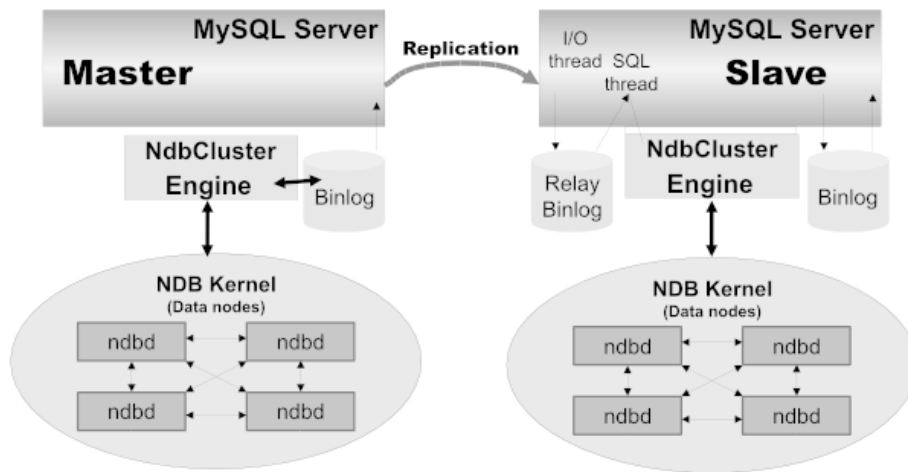 MySQL Server
Master
Replication
I/O
thread
SQL
thread
MySQL Server
Slave
NdbCluster
Engine
Binlog
Relay
Binlog
NdbCluster
Engine
Binlog
NDB Kernel
(Data nodes)
ndbd
ndbd
ndbd
ndbd
NDB Kernel
(Data nodes)
ndbd
ndbd
ndbd
ndbd